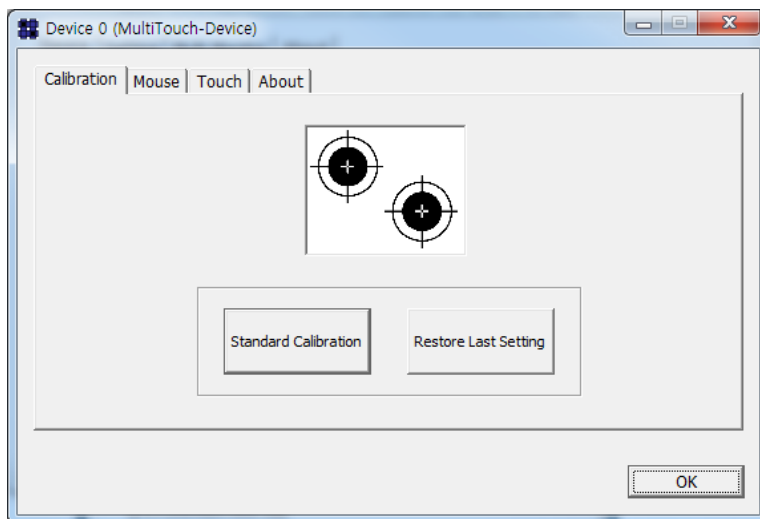 Device 0 (MultiTouch-Device)
Calibration Mouse Touch About
Standard Calibration Restore Last Setting
OK